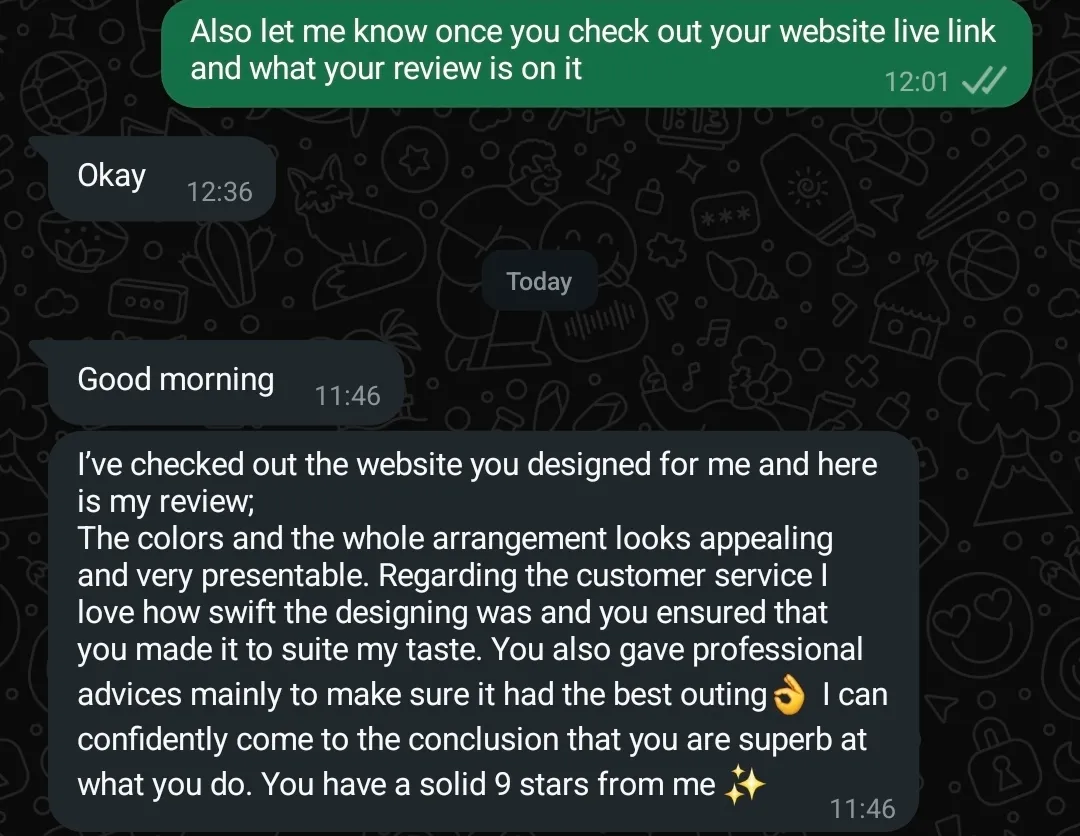 Also let me know once you check out your website live link
and what your review is on it
12:01
Okay
12:36
Today
Good morning
11:46
I’ve checked out the website you designed for me and here
is my review;
The colors and the whole arrangement looks appealing
and very presentable. Regarding the customer service I
love how swift the designing was and you ensured that
you made it to suite my taste. You also gave professional
advices mainly to make sure it had the best outing👌 I can
confidently come to the conclusion that you are superb at
what you do. You have a solid 9 stars from me ✨
11:46